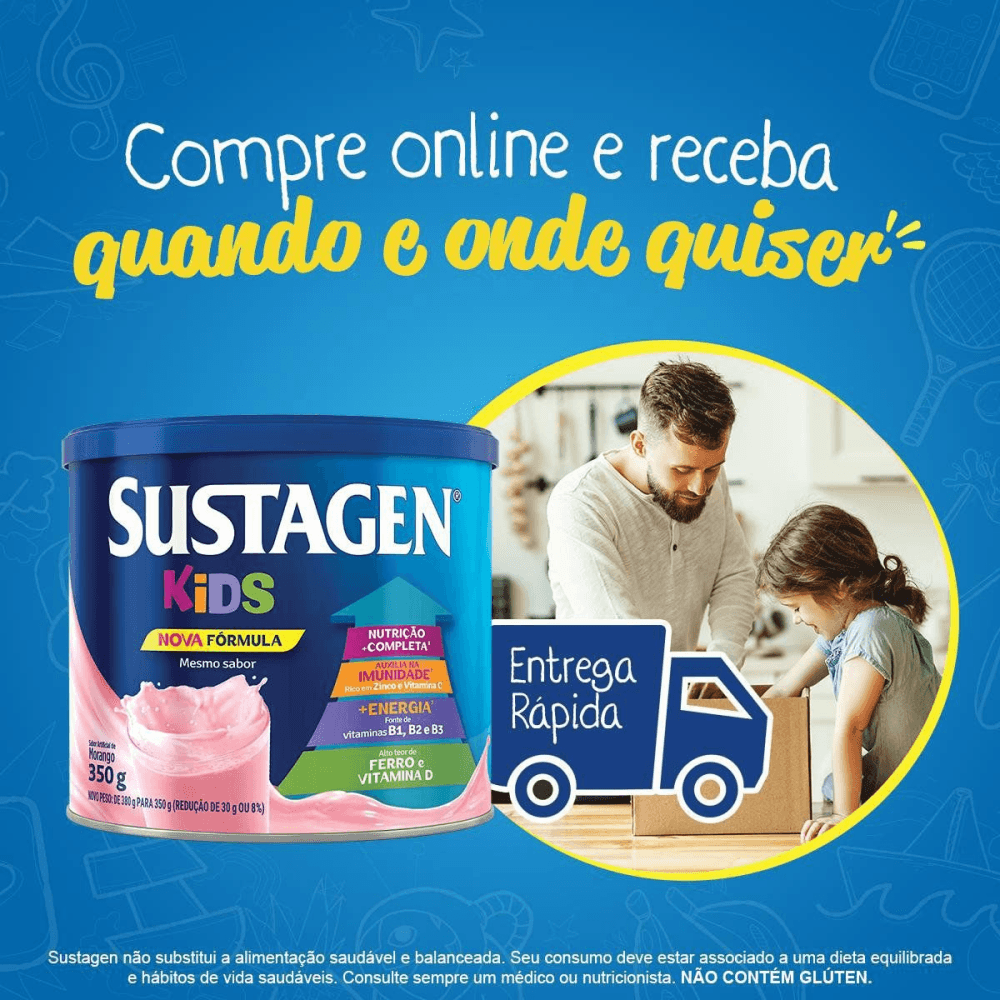 Compre online e receba
quando e onde quiser
SUSTAGEN®
KiDS
NOVA FÓRMULA
Mesmo sabor
NUTRIÇÃO
+COMPLETA¹
AUXILIA NA
IMUNIDADE
Rico em Zinco e Vitamina C
+ENERGIA
Fonte de
vitaminas B1, B2 e B3
Alto teor de
FERRO e
VITAMINA D
Sabor Artificial de
Morango
350 g
NOVO PESO: DE 380 g PARA 350 g (REDUÇÃO DE 30 g OU 8%)
Entrega
Rápida
Sustagen não substitui a alimentação saudável e balanceada. Seu consumo deve estar associado a uma dieta equilibrada
e hábitos de vida saudáveis. Consulte sempre um médico ou nutricionista. NÃO CONTÉM GLÚTEN.